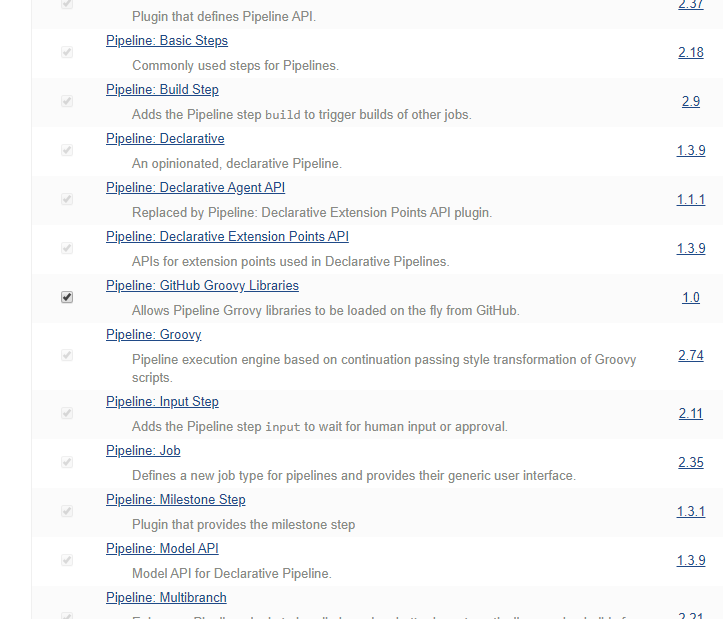 2.37
Plugin that defines Pipeline API.
Pipeline: Basic Steps
2.18
Commonly used steps for Pipelines.
Pipeline: Build Step
2.9
Adds the Pipeline step build to trigger builds of other jobs.
Pipeline: Declarative
1.3.9
An opinionated, declarative Pipeline.
Pipeline: Declarative Agent API
1.1.1
Replaced by Pipeline: Declarative Extension Points API plugin.
Pipeline: Declarative Extension Points API
1.3.9
APIs for extension points used in Declarative Pipelines.
Pipeline: GitHub Groovy Libraries
1.0
Allows Pipeline Grrovy libraries to be loaded on the fly from GitHub.
Pipeline: Groovy
2.74
Pipeline execution engine based on continuation passing style transformation of Groovy
scripts.
Pipeline: Input Step
2.11
Adds the Pipeline step input to wait for human input or approval.
Pipeline: Job
2.35
Defines a new job type for pipelines and provides their generic user interface.
Pipeline: Milestone Step
1.3.1
Plugin that provides the milestone step
Pipeline: Model API
1.3.9
Model API for Declarative Pipeline.
Pipeline: Multibranch
2.21